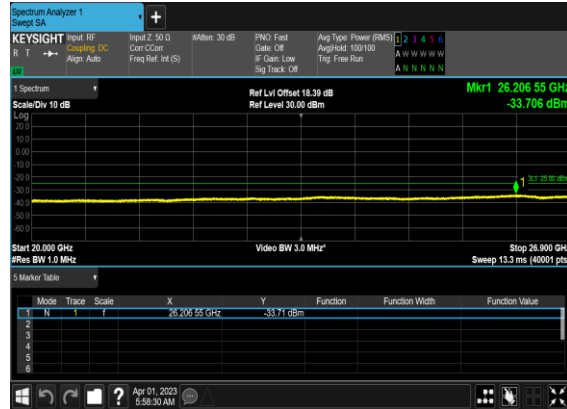 Spectrum Analyzer 1
Swept SA
+
KEYSIGHT Input: RF Input Z: 50 Ω #Atten: 30 dB PNO: Fast Avg Type: Power (RMS) 1 2 3 4 5 6
R T Coupling: DC Corr CCorr Gate: Off Avg|Hold: 100/100 A W W W W W
Align: Auto Freq Ref: Int (S) IF Gain: Low Trig: Free Run
Sig Track: Off A N N N N N
1 Spectrum Ref Lvl Offset 18.39 dB Mkr1 26.206 55 GHz
Scale/Div 10 dB Ref Level 30.00 dBm -33.706 dBm
Log
20.0
10.0
0.00
-10.0
-20.0
1
-30.0
-40.0
-50.0
-60.0
Start 20.000 GHz Video BW 3.0 MHz* Stop 26.900 GHz
#Res BW 1.0 MHz Sweep 13.3 ms (40001 pts)
5 Marker Table
Mode Trace Scale X Y Function Function Width Function Value
1 N 1 f 26.206 55 GHz -33.71 dBm
2
3
4
5
6
? Apr 01, 2023
5:58:30 AM